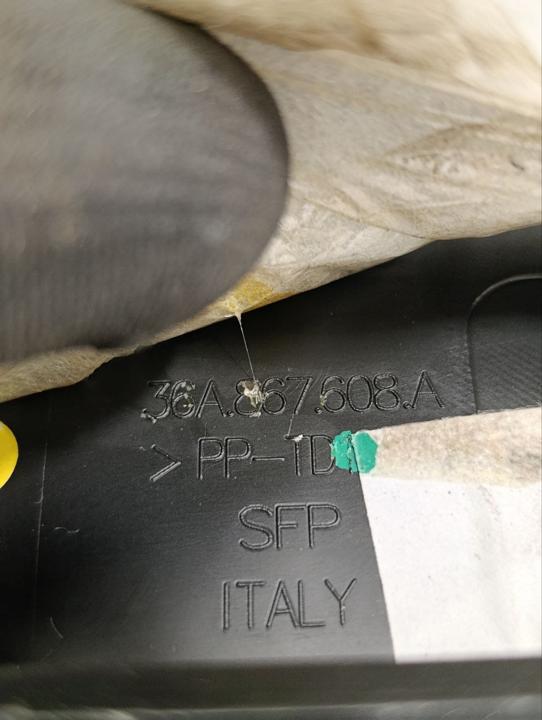 36A.867.608.A
> PP-TD
SFP
ITALY